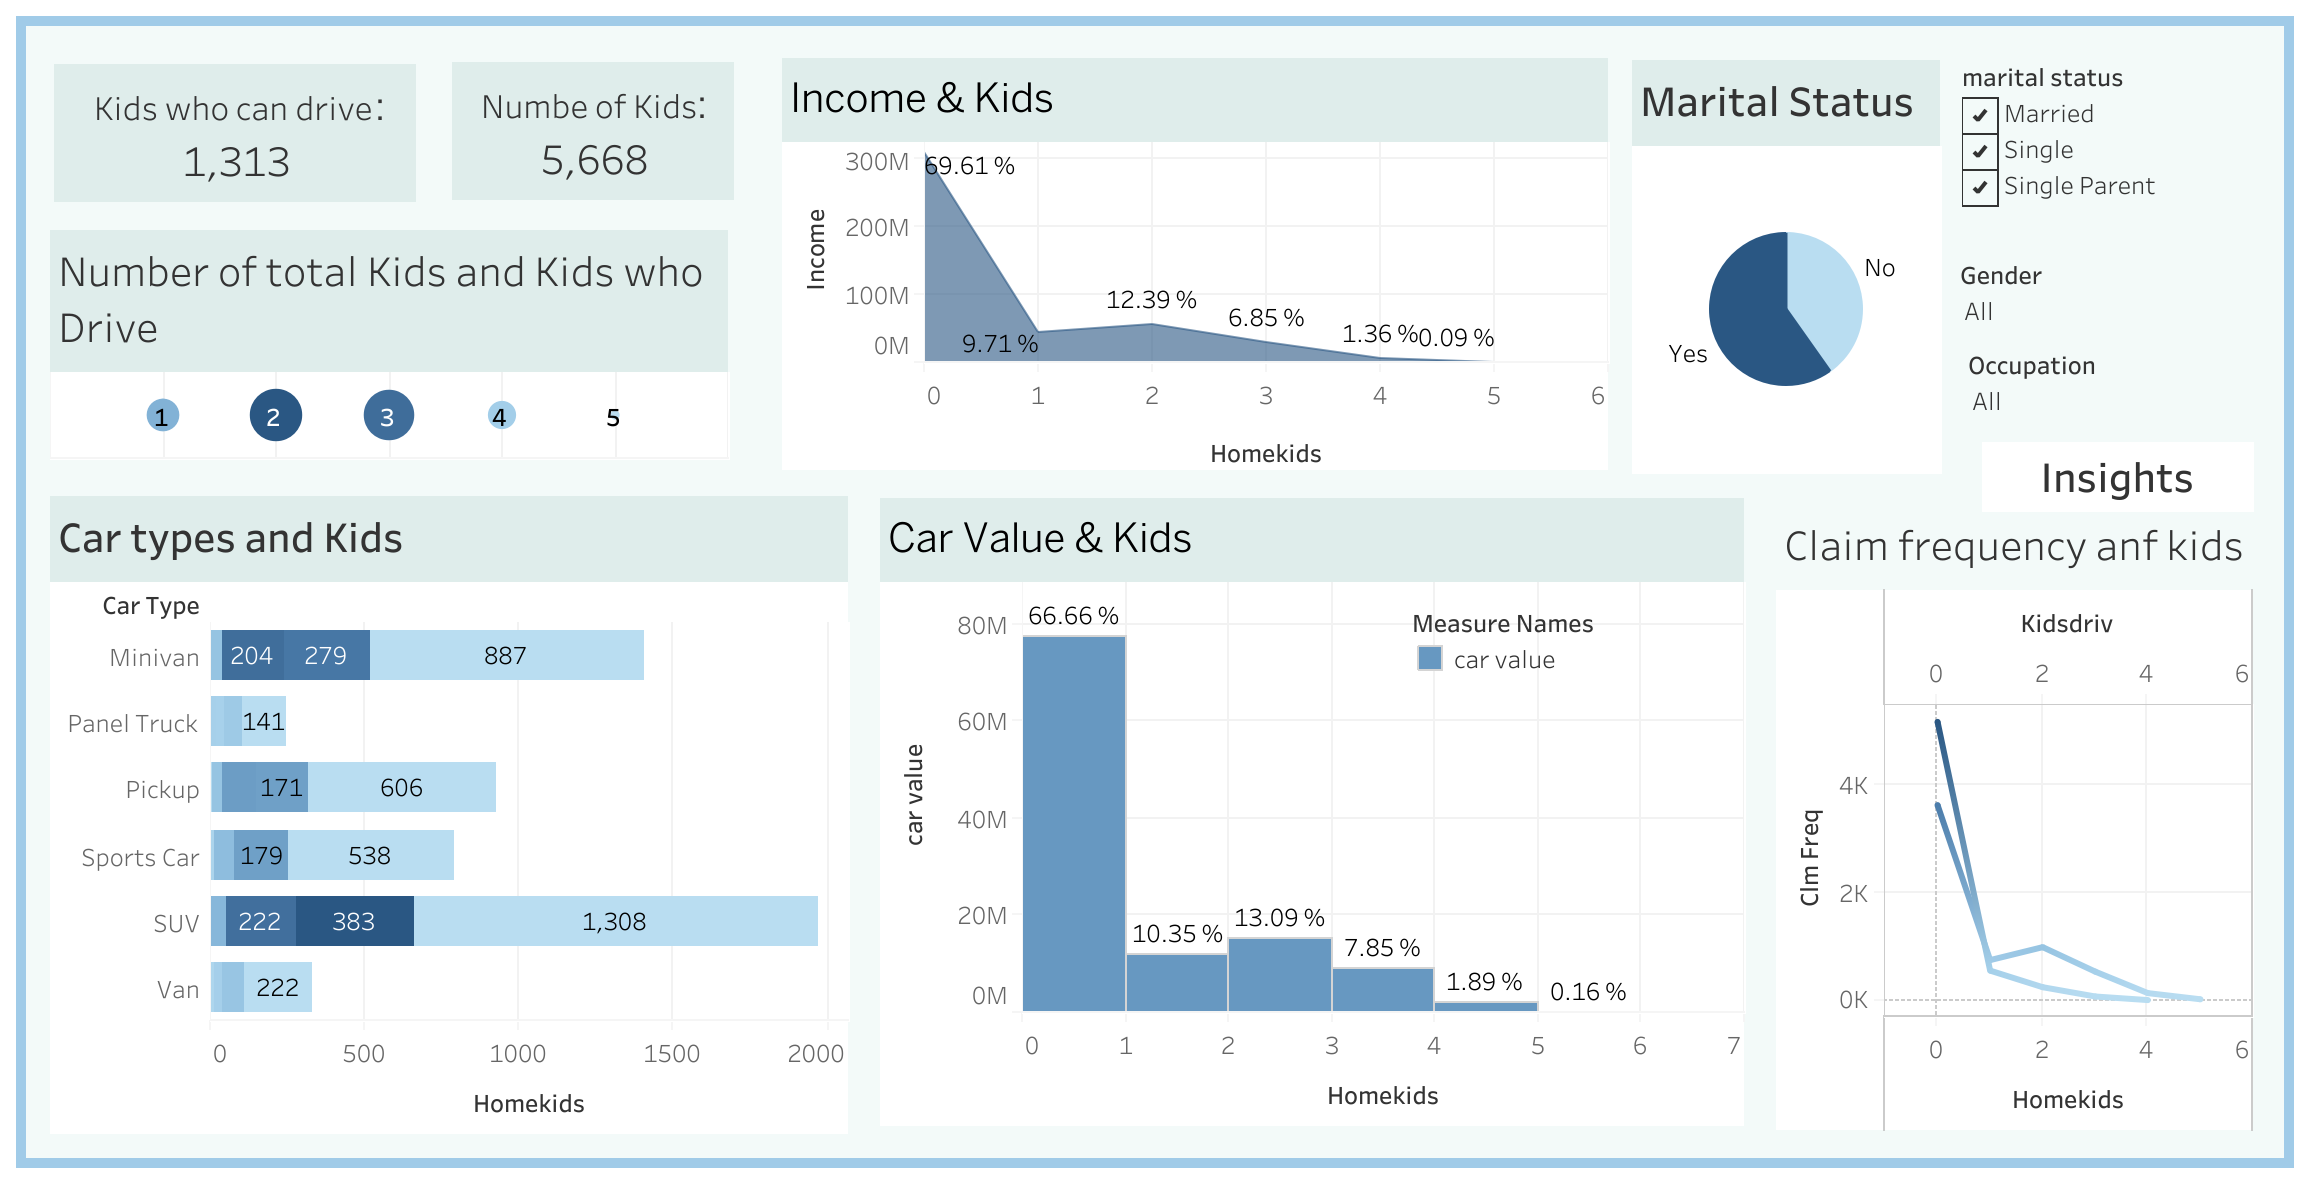 Kids who can drive:
1,313
Numbe of Kids:
5,668
Number of total Kids and Kids who
Drive
1 2 3 4 5
Income & Kids
300M
200M
100M
0M
Income
69.61 %
9.71 %
12.39 %
6.85 %
1.36 %
0.09 %
0 1 2 3 4 5 6
Homekids
Marital Status
No
Yes
marital status
Married
Single
Single Parent
Gender
All
Occupation
All
Insights
Car types and Kids
Car Type
Minivan 204 279 887
Panel Truck 141
Pickup 171 606
Sports Car 179 538
SUV 222 383 1,308
Van 222
0 500 1000 1500 2000
Homekids
Car Value & Kids
Measure Names
car value
80M
60M
40M
20M
0M
car value
66.66 %
10.35 %
13.09 %
7.85 %
1.89 %
0.16 %
0 1 2 3 4 5 6 7
Homekids
Claim frequency anf kids
Kidsdriv
0 2 4 6
4K
2K
0K
Clm Freq
0 2 4 6
Homekids